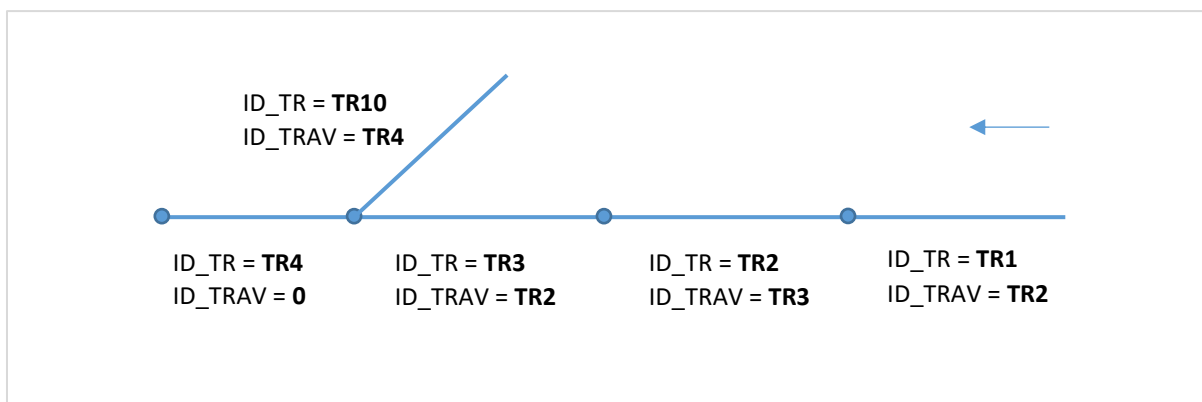 ID_TR = TR10
ID_TRAV = TR4
ID_TR = TR4
ID_TRAV = 0
ID_TR = TR3
ID_TRAV = TR2
ID_TR = TR2
ID_TRAV = TR3
ID_TR = TR1
ID_TRAV = TR2